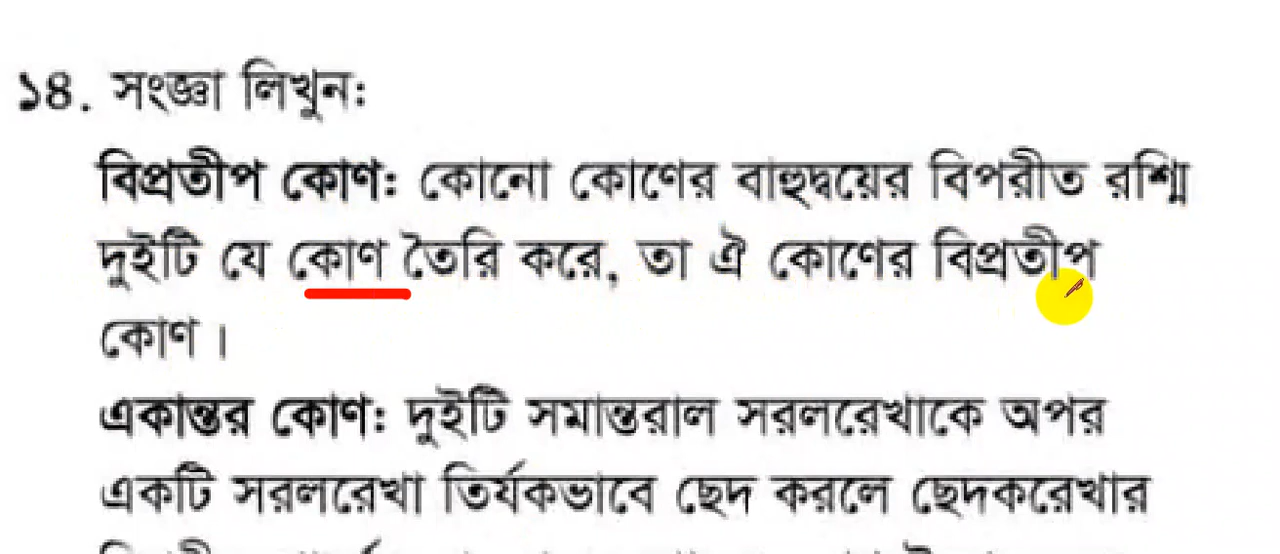 ১৪. সংজ্ঞা লিখুন:
বিপ্রতীপ কোণ: কোনো কোণের বাহুদ্বয়ের বিপরীত রশ্মি
দুইটি যে কোণ তৈরি করে, তা ঐ কোণের বিপ্রতীপ
কোণ।
একান্তর কোণ: দুইটি সমান্তরাল সরলরেখাকে অপর
একটি সরলরেখা তির্যকভাবে ছেদ করলে ছেদকরেখার